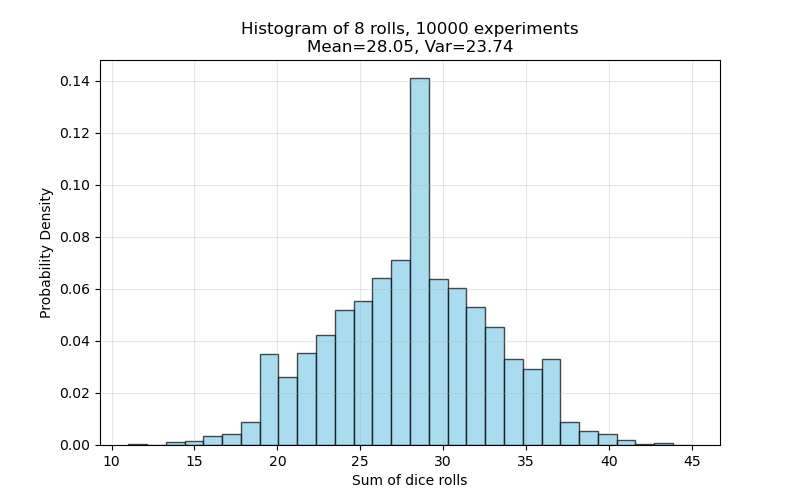 Histogram of 8 rolls, 10000 experiments
Mean=28.05, Var=23.74
Probability Density
0.14
0.12
0.10
0.08
0.06
0.04
0.02
0.00
10 15 20 25 30 35 40 45
Sum of dice rolls